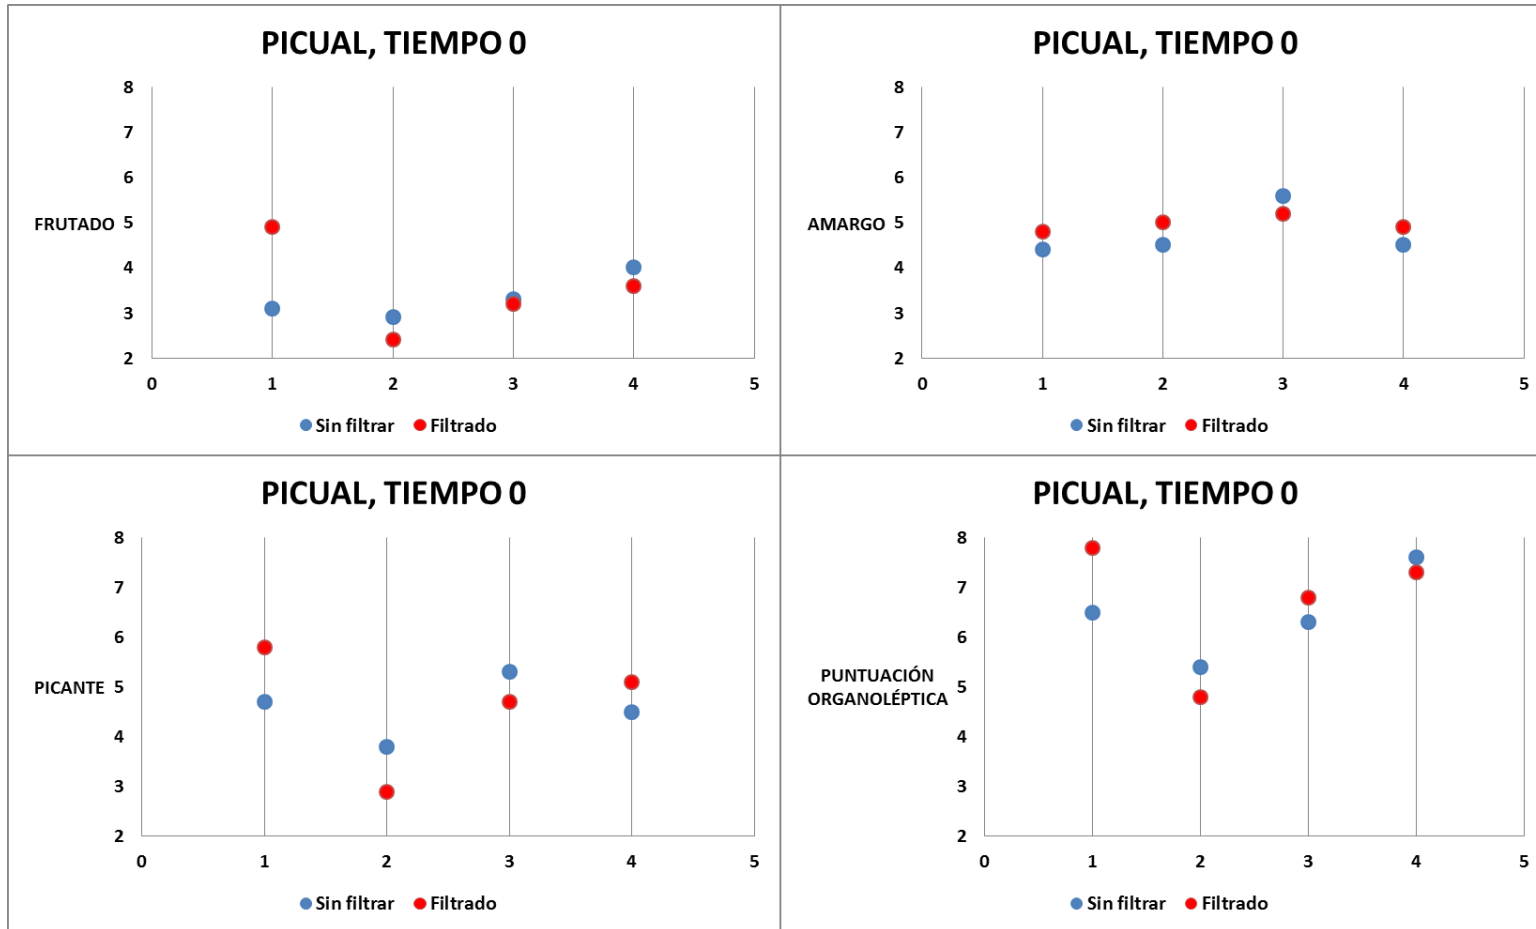 PICUAL, TIEMPO 0
8
7
6
FRUTADO 5
4
3
2
0 1 2 3 4 5
Sin filtrar Filtrado
PICUAL, TIEMPO 0
8
7
6
AMARGO 5
4
3
2
0 1 2 3 4 5
Sin filtrar Filtrado
PICUAL, TIEMPO 0
8
7
6
PICANTE 5
4
3
2
0 1 2 3 4 5
Sin filtrar Filtrado
PICUAL, TIEMPO 0
8
7
6
PUNTUACIÓN
ORGANOLÉPTICA
5
4
3
2
0 1 2 3 4 5
Sin filtrar Filtrado